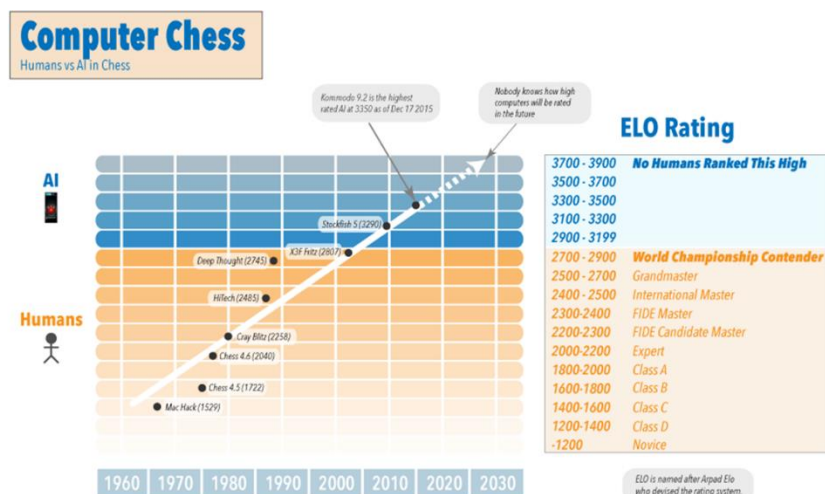 Computer Chess
Humans vs AI in Chess
Kommodo 9.2 is the highest
rated AI at 3350 as of Dec 17 2015
Nobody knows how high
computers will be rated
in the future
ELO Rating
AI
Humans
Stockfish 5 (3290)
X3F Fritz (2807)
Deep Thought (2745)
HiTech (2485)
Cray Blitz (2258)
Chess 4.6 (2040)
Chess 4.5 (1722)
Mac Hack (1529)
3700 - 3900 No Humans Ranked This High
3500 - 3700
3300 - 3500
3100 - 3300
2900 - 3199
2700 - 2900 World Championship Contender
2500 - 2700 Grandmaster
2400 - 2500 International Master
2300-2400 FIDE Master
2200-2300 FIDE Candidate Master
2000-2200 Expert
1800-2000 Class A
1600-1800 Class B
1400-1600 Class C
1200-1400 Class D
-1200 Novice
1960 1970 1980 1990 2000 2010 2020 2030
ELO is named after Arpad Elo
who devised the rating system